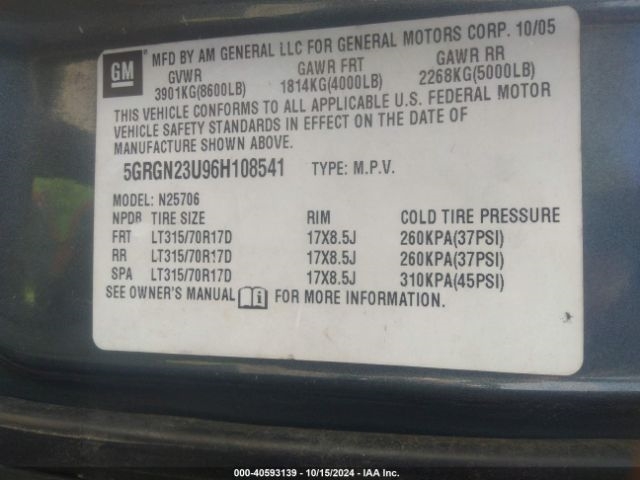 GM
MFD BY AM GENERAL LLC FOR GENERAL MOTORS CORP. 10/05
GVWR GAWR FRT GAWR RR
3901KG(8600LB) 1814KG(4000LB) 2268KG(5000LB)
THIS VEHICLE CONFORMS TO ALL APPLICABLE U.S. FEDERAL MOTOR
VEHICLE SAFETY STANDARDS IN EFFECT ON THE DATE OF
MANUFACTURE SHOWN ABOVE.
5GRGN23U96H108541 TYPE: M.P.V.
MODEL: N25706
NPDB TIRE SIZE RIM COLD TIRE PRESSURE
FRT LT315/70R17D 17X8.5J 260KPA(37PSI)
RR LT315/70R17D 17X8.5J 260KPA(37PSI)
SPA LT315/70R17D 17X8.5J 310KPA(45PSI)
SEE OWNER'S MANUAL i FOR MORE INFORMATION.
000-40593139 - 10/15/2024 - IAA Inc.